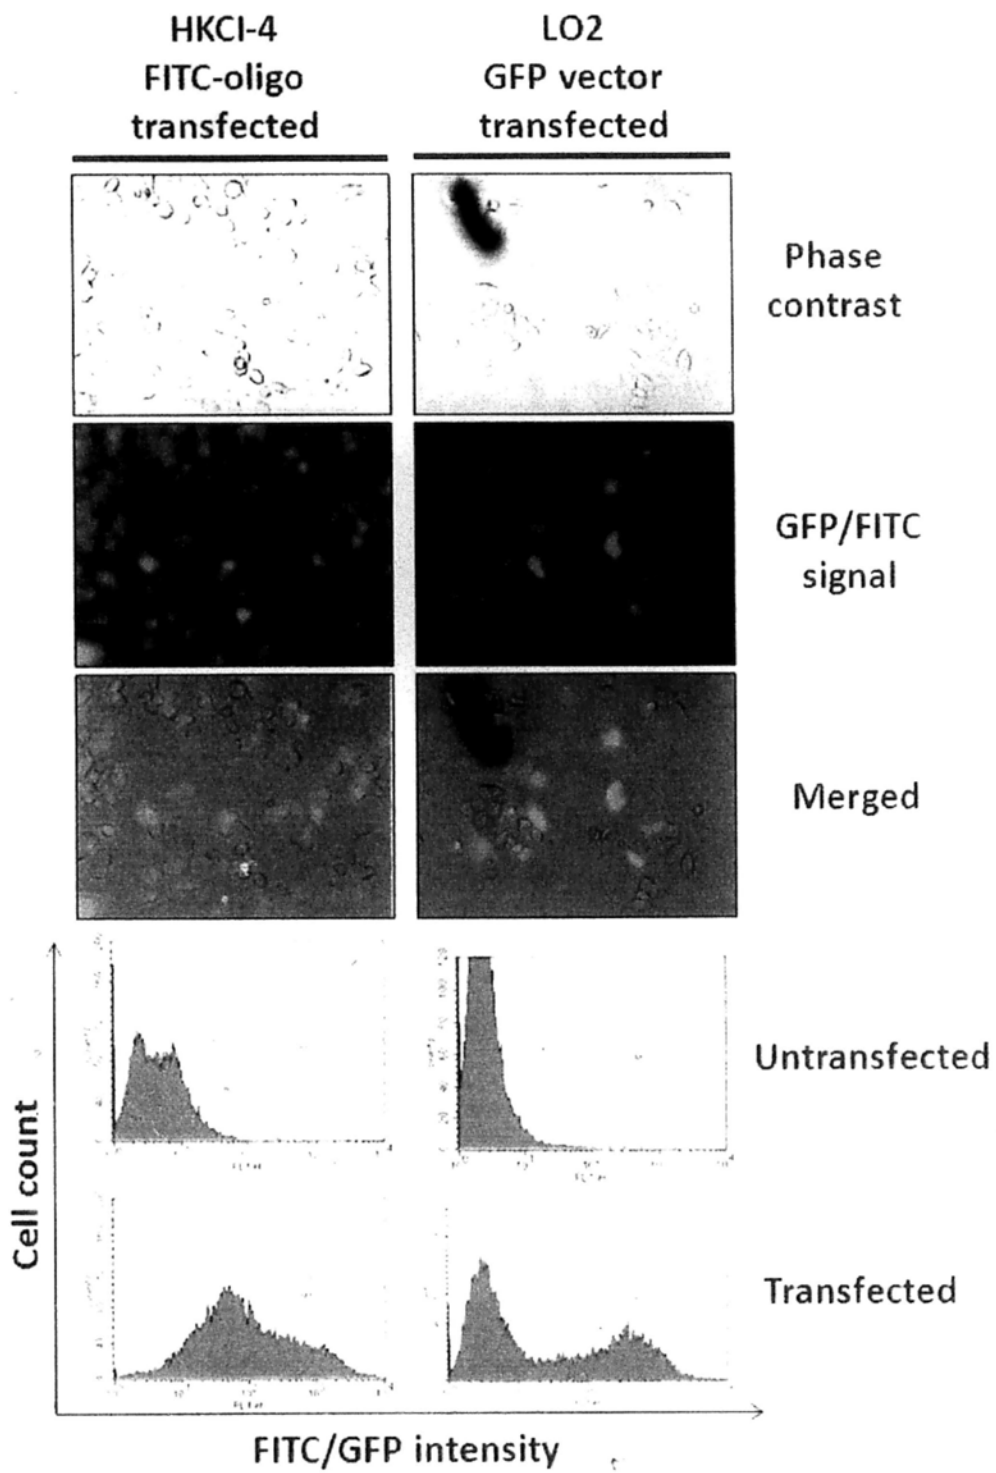 HKCI-4
FITC-oligo
transfected
LO2
GFP vector
transfected
Phase
contrast
GFP/FITC
signal
Merged
Untransfected
Transfected
Cell count
FITC/GFP intensity